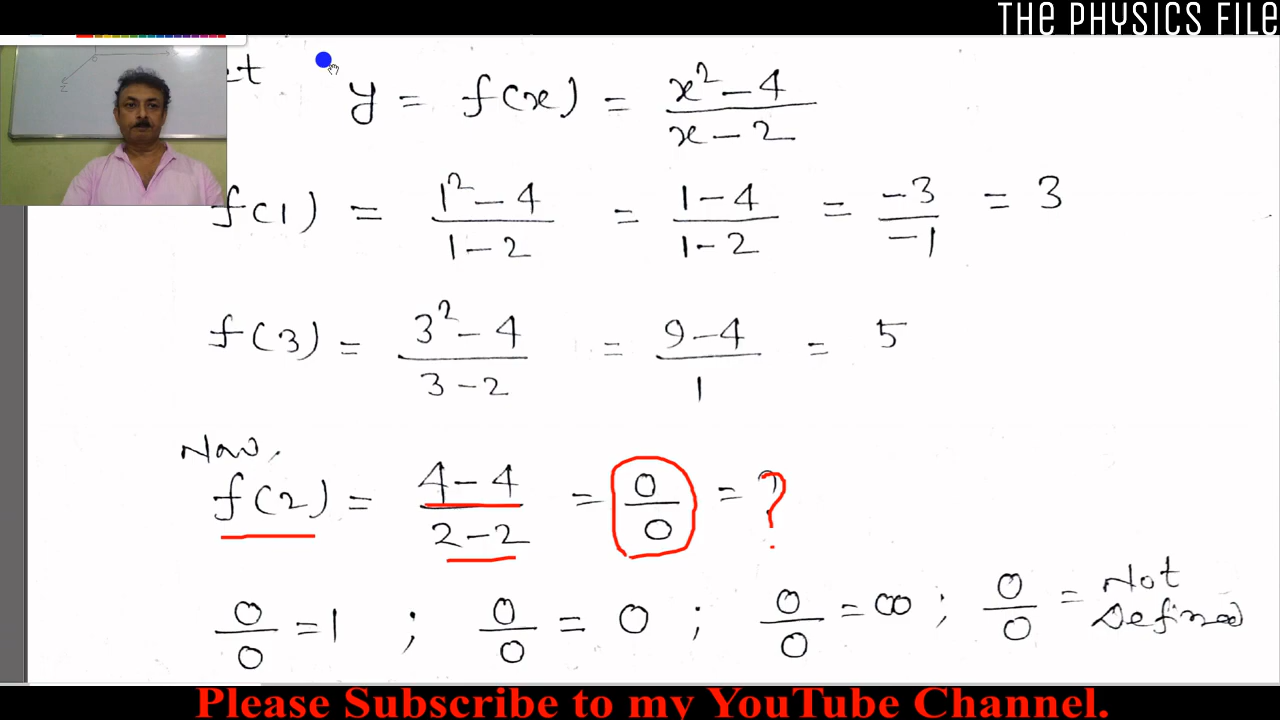 THE PHYSICS FILE
y = f(x) = x² - 4 / x - 2
f(1) = 1² - 4 / 1 - 2 = 1 - 4 / 1 - 2 = -3 / -1 = 3
f(3) = 3² - 4 / 3 - 2 = 9 - 4 / 1 = 5
Now,
f(2) = 4 - 4 / 2 - 2 = 0 / 0 = ?
0 / 0 = 1 ; 0 / 0 = 0 ; 0 / 0 = ∞ ; 0 / 0 = Not Defined
Please Subscribe to my YouTube Channel.